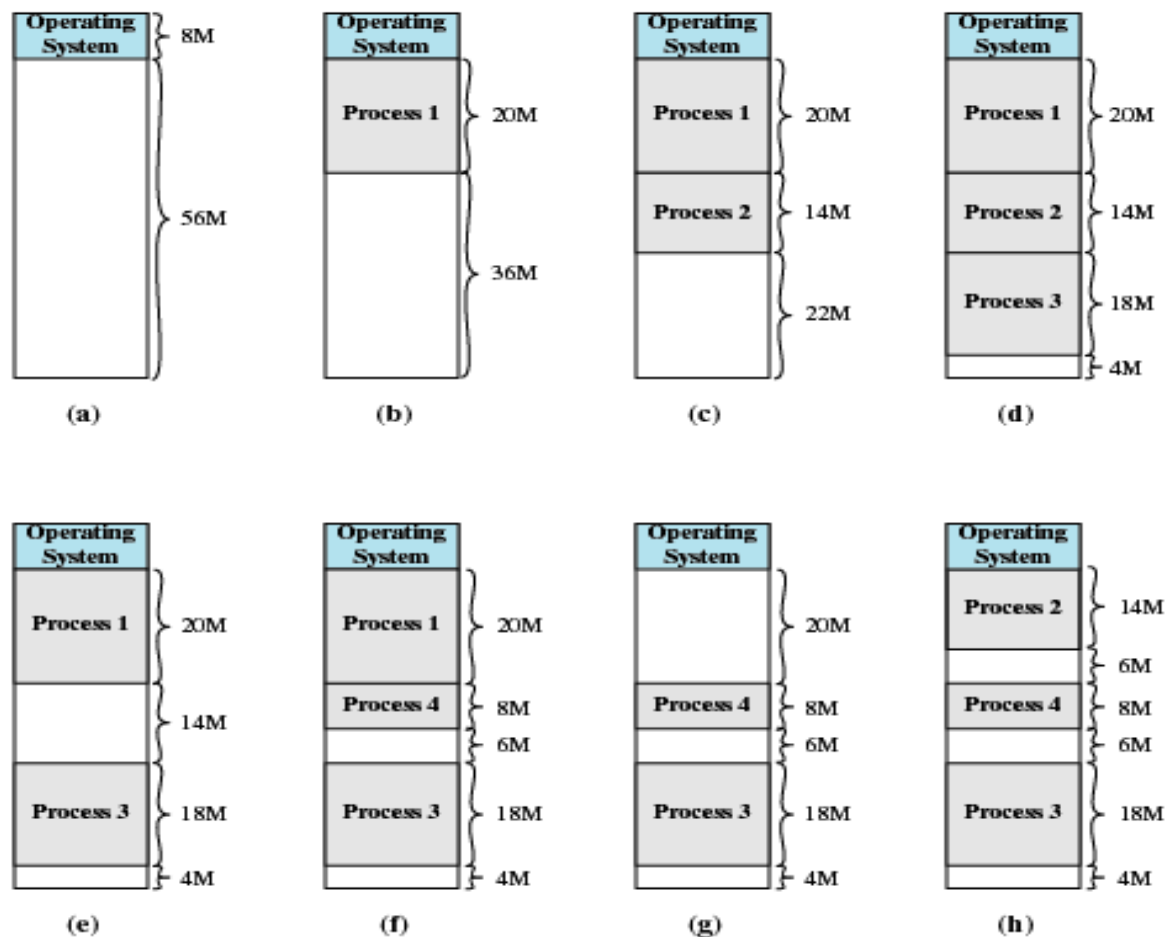 Operating
System
8M
56M
(a)
Operating
System
Process 1
20M
36M
(b)
Operating
System
Process 1
20M
Process 2
14M
22M
(c)
Operating
System
Process 1
20M
Process 2
14M
Process 3
18M
4M
(d)
Operating
System
Process 1
20M
14M
Process 3
18M
4M
(e)
Operating
System
Process 1
20M
Process 4
8M
6M
Process 3
18M
4M
(f)
Operating
System
20M
Process 4
8M
6M
Process 3
18M
4M
(g)
Operating
System
Process 2
14M
6M
Process 4
8M
6M
Process 3
18M
4M
(h)